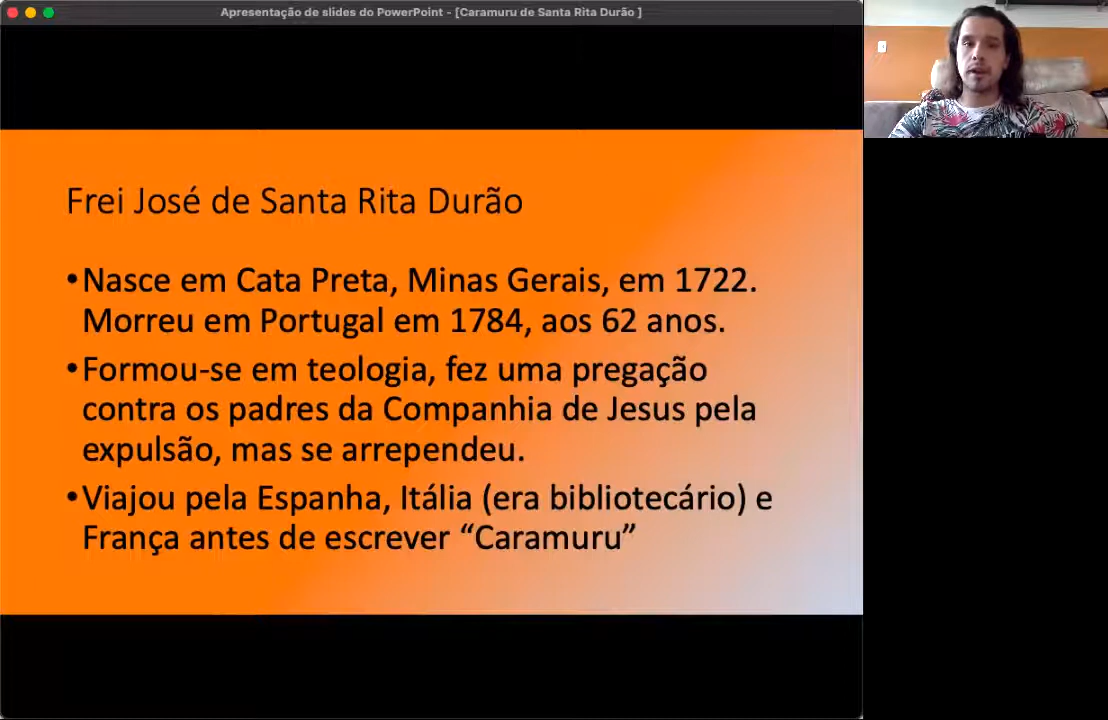 Apresentação de slides do PowerPoint - [Caramuru de Santa Rita Durão ]
Frei José de Santa Rita Durão
•Nasce em Cata Preta, Minas Gerais, em 1722.
Morreu em Portugal em 1784, aos 62 anos.
•Formou-se em teologia, fez uma pregação
contra os padres da Companhia de Jesus pela
expulsão, mas se arrependeu.
•Viajou pela Espanha, Itália (era bibliotecário) e
França antes de escrever “Caramuru”